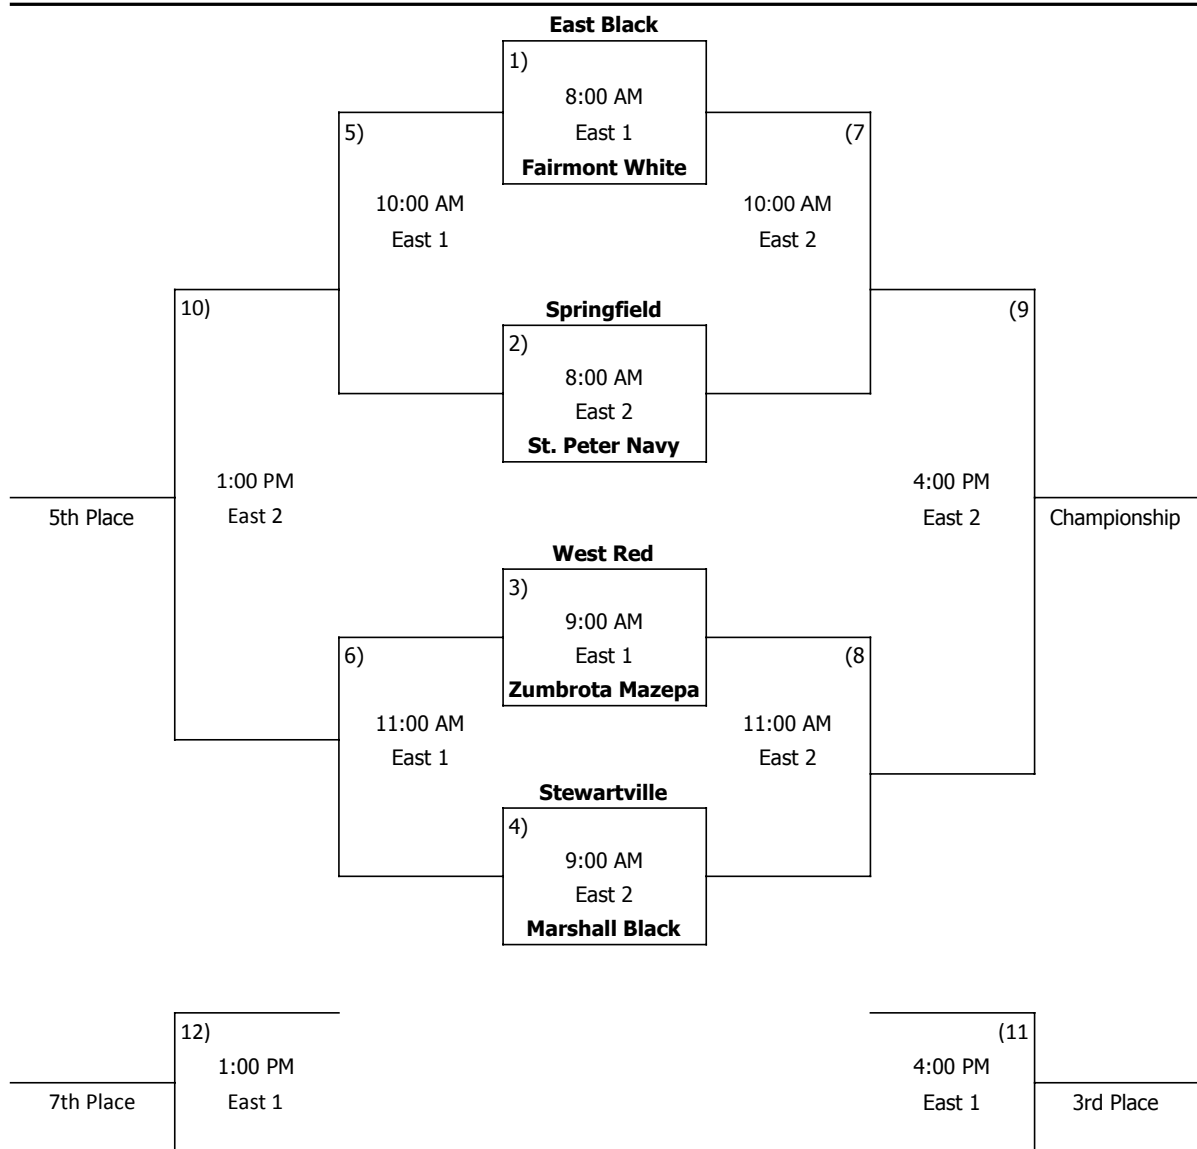 East Black
1)
8:00 AM
East 1
Fairmont White
5)
(7
10:00 AM
East 1
10:00 AM
East 2
10)
(9
Springfield
2)
8:00 AM
East 2
St. Peter Navy
1:00 PM
East 2
4:00 PM
East 2
5th Place
Championship
West Red
3)
9:00 AM
East 1
Zumbrota Mazepa
6)
(8
11:00 AM
East 1
11:00 AM
East 2
Stewartville
4)
9:00 AM
East 2
Marshall Black
12)
1:00 PM
East 1
7th Place
(11
4:00 PM
East 1
3rd Place